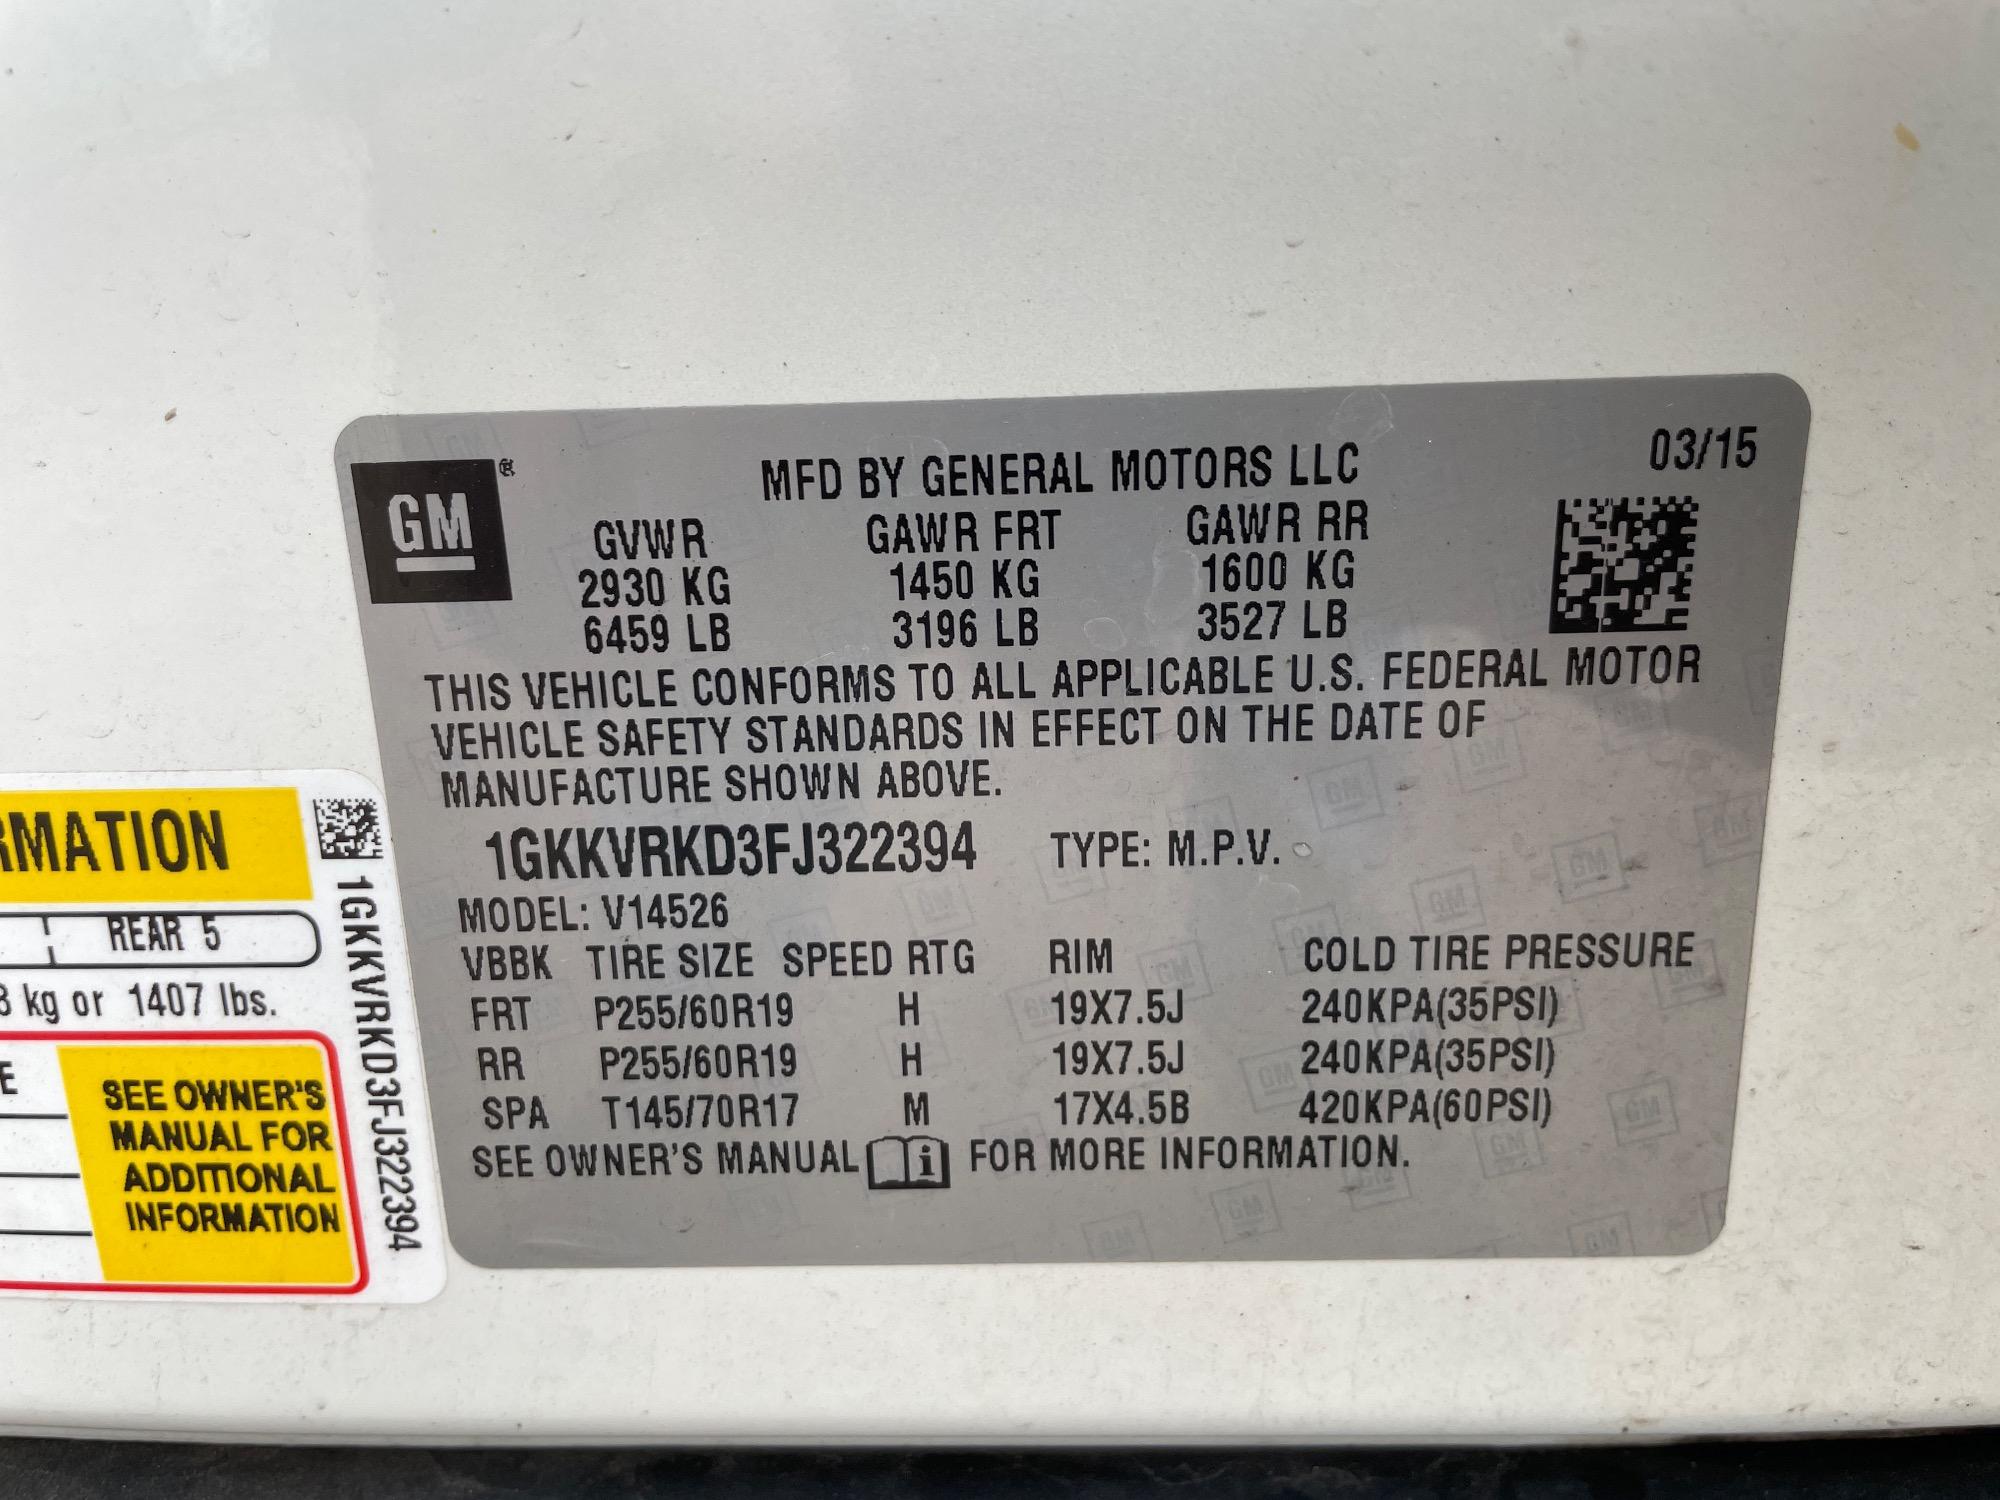 GM ®
MFD BY GENERAL MOTORS LLC
03/15
GVWR GAWR FRT GAWR RR
2930 KG 1450 KG 1600 KG
6459 LB 3196 LB 3527 LB
THIS VEHICLE CONFORMS TO ALL APPLICABLE U.S. FEDERAL MOTOR
VEHICLE SAFETY STANDARDS IN EFFECT ON THE DATE OF
MANUFACTURE SHOWN ABOVE.
1GKKVRKD3FJ322394 TYPE: M.P.V.
MODEL: V14526
VBBK TIRE SIZE SPEED RTG RIM COLD TIRE PRESSURE
FRT P255/60R19 H 19X7.5J 240KPA(35PSI)
RR P255/60R19 H 19X7.5J 240KPA(35PSI)
SPA T145/70R17 M 17X4.5B 420KPA(60PSI)
SEE OWNER'S MANUAL i FOR MORE INFORMATION.
RMATION
REAR 5
kg or 1407 lbs.
E
SEE OWNER'S
MANUAL FOR
ADDITIONAL
INFORMATION
1GKKVRKD3FJ322394